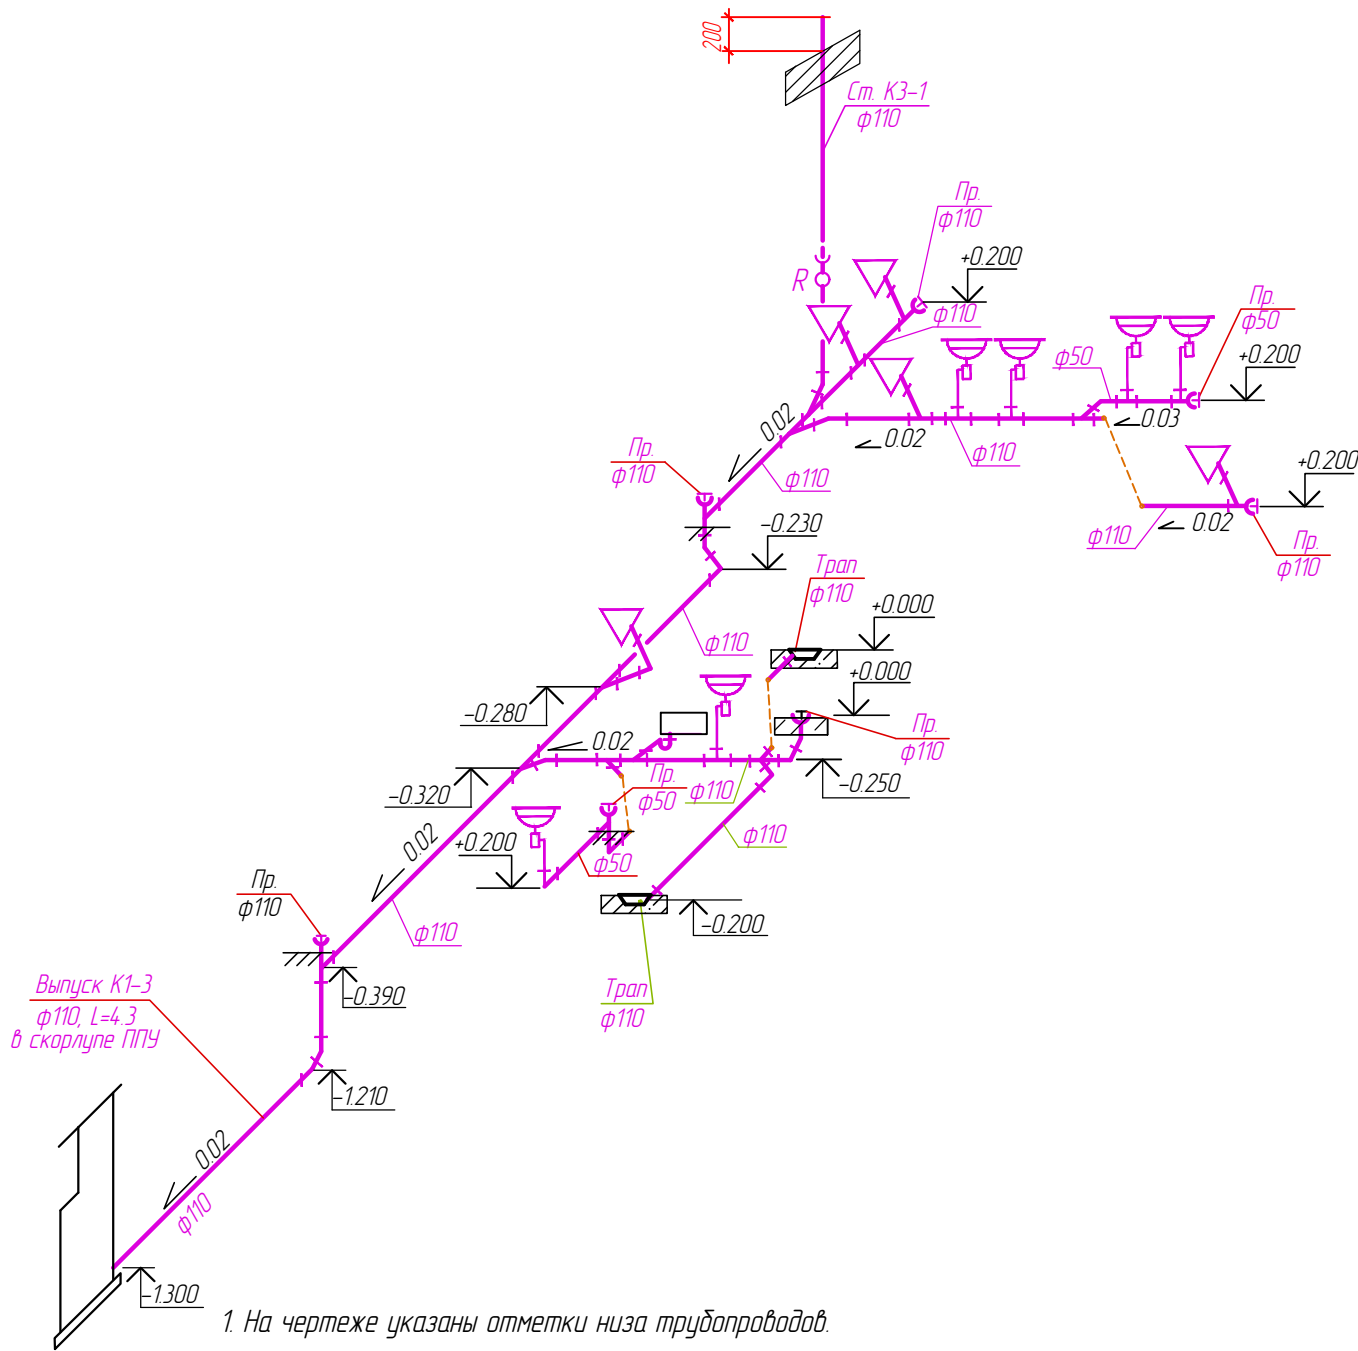 200
Ст. К3-1
ф110
Пр.
ф110
+0.200
R
ф110
Пр.
ф50
+0.200
ф50
0.03
0.02
0.02
ф110
Пр.
ф110
ф110
+0.200
0.02
ф110
Пр.
ф110
-0.230
Трап
ф110
+0.000
ф110
+0.000
-0.280
0.02
Пр.
ф110
-0.320
Пр.
ф50
ф110
-0.250
0.02
+0.200
ф50
ф110
Пр.
ф110
ф110
-0.200
-0.390
Трап
ф110
Выпуск К1-3
ф110, L=4.3
в скорлупе ППУ
-1.210
0.02
ф110
-1.300
1. На чертеже указаны отметки низа трубопроводов.